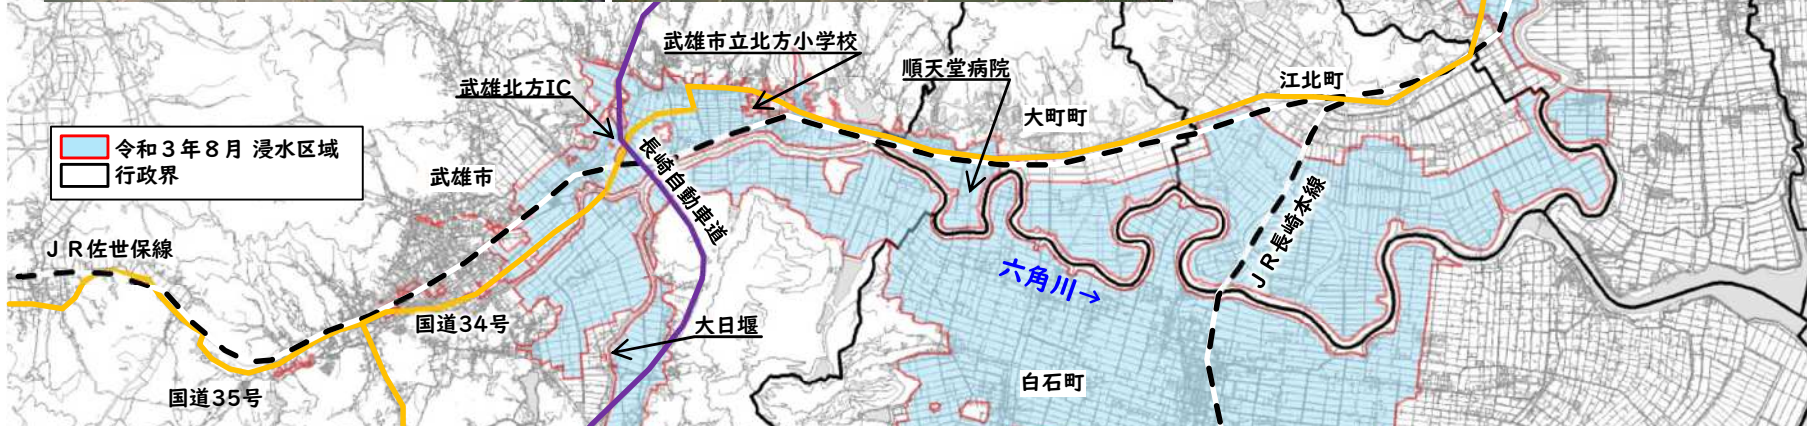 武雄市立北方小学校
順天堂病院
武雄北方IC
江北町
大町町
令和3年8月 浸水区域
行政界
長崎自動車道
武雄市
JR長崎本線
JR佐世保線
六角川→
国道34号
大日堰
白石町
国道35号